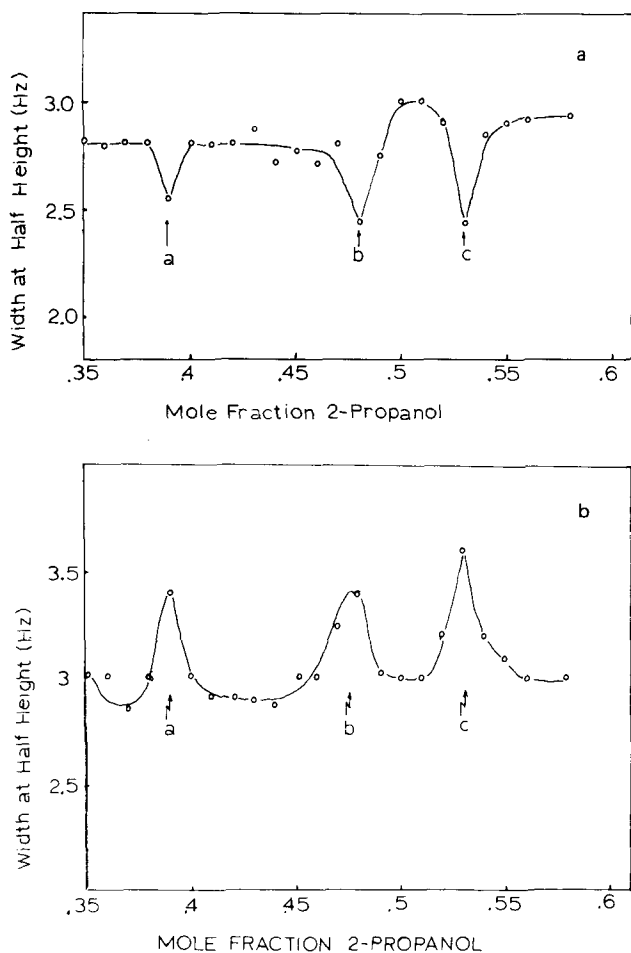 a
Width at Half Height (Hz)
3.0
2.5
2.0
a
b
c
.35 .4 .45 .5 .55 .6
Mole Fraction 2-Propanol
b
Width at Half Height (Hz)
3.5
3
2.5
a
b
c
.35 .4 .45 .5 .55 .6
MOLE FRACTION 2-PROPANOL